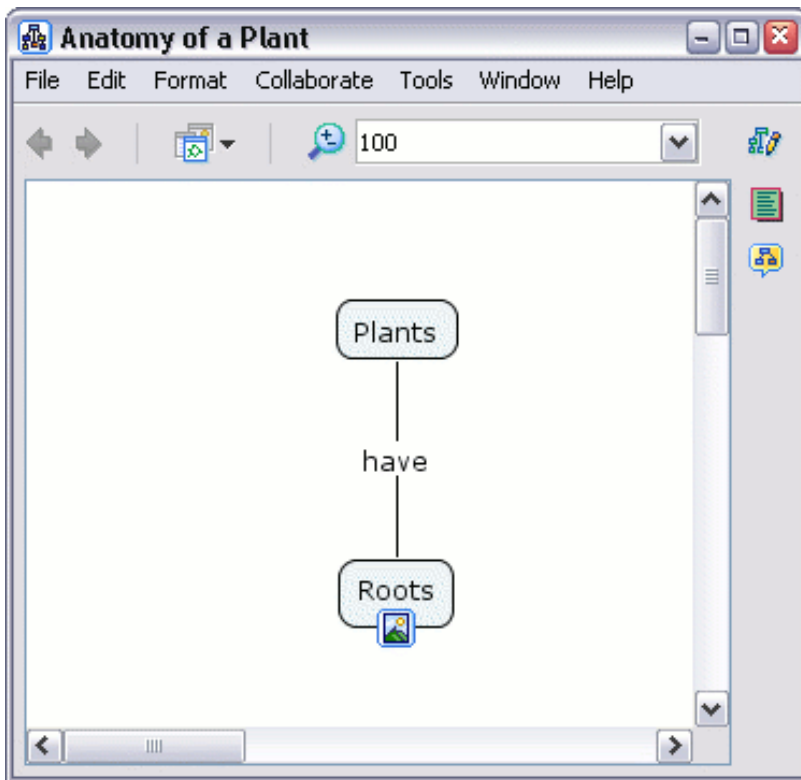 Anatomy of a Plant
File Edit Format Collaborate Tools Window Help
100
Plants
have
Roots